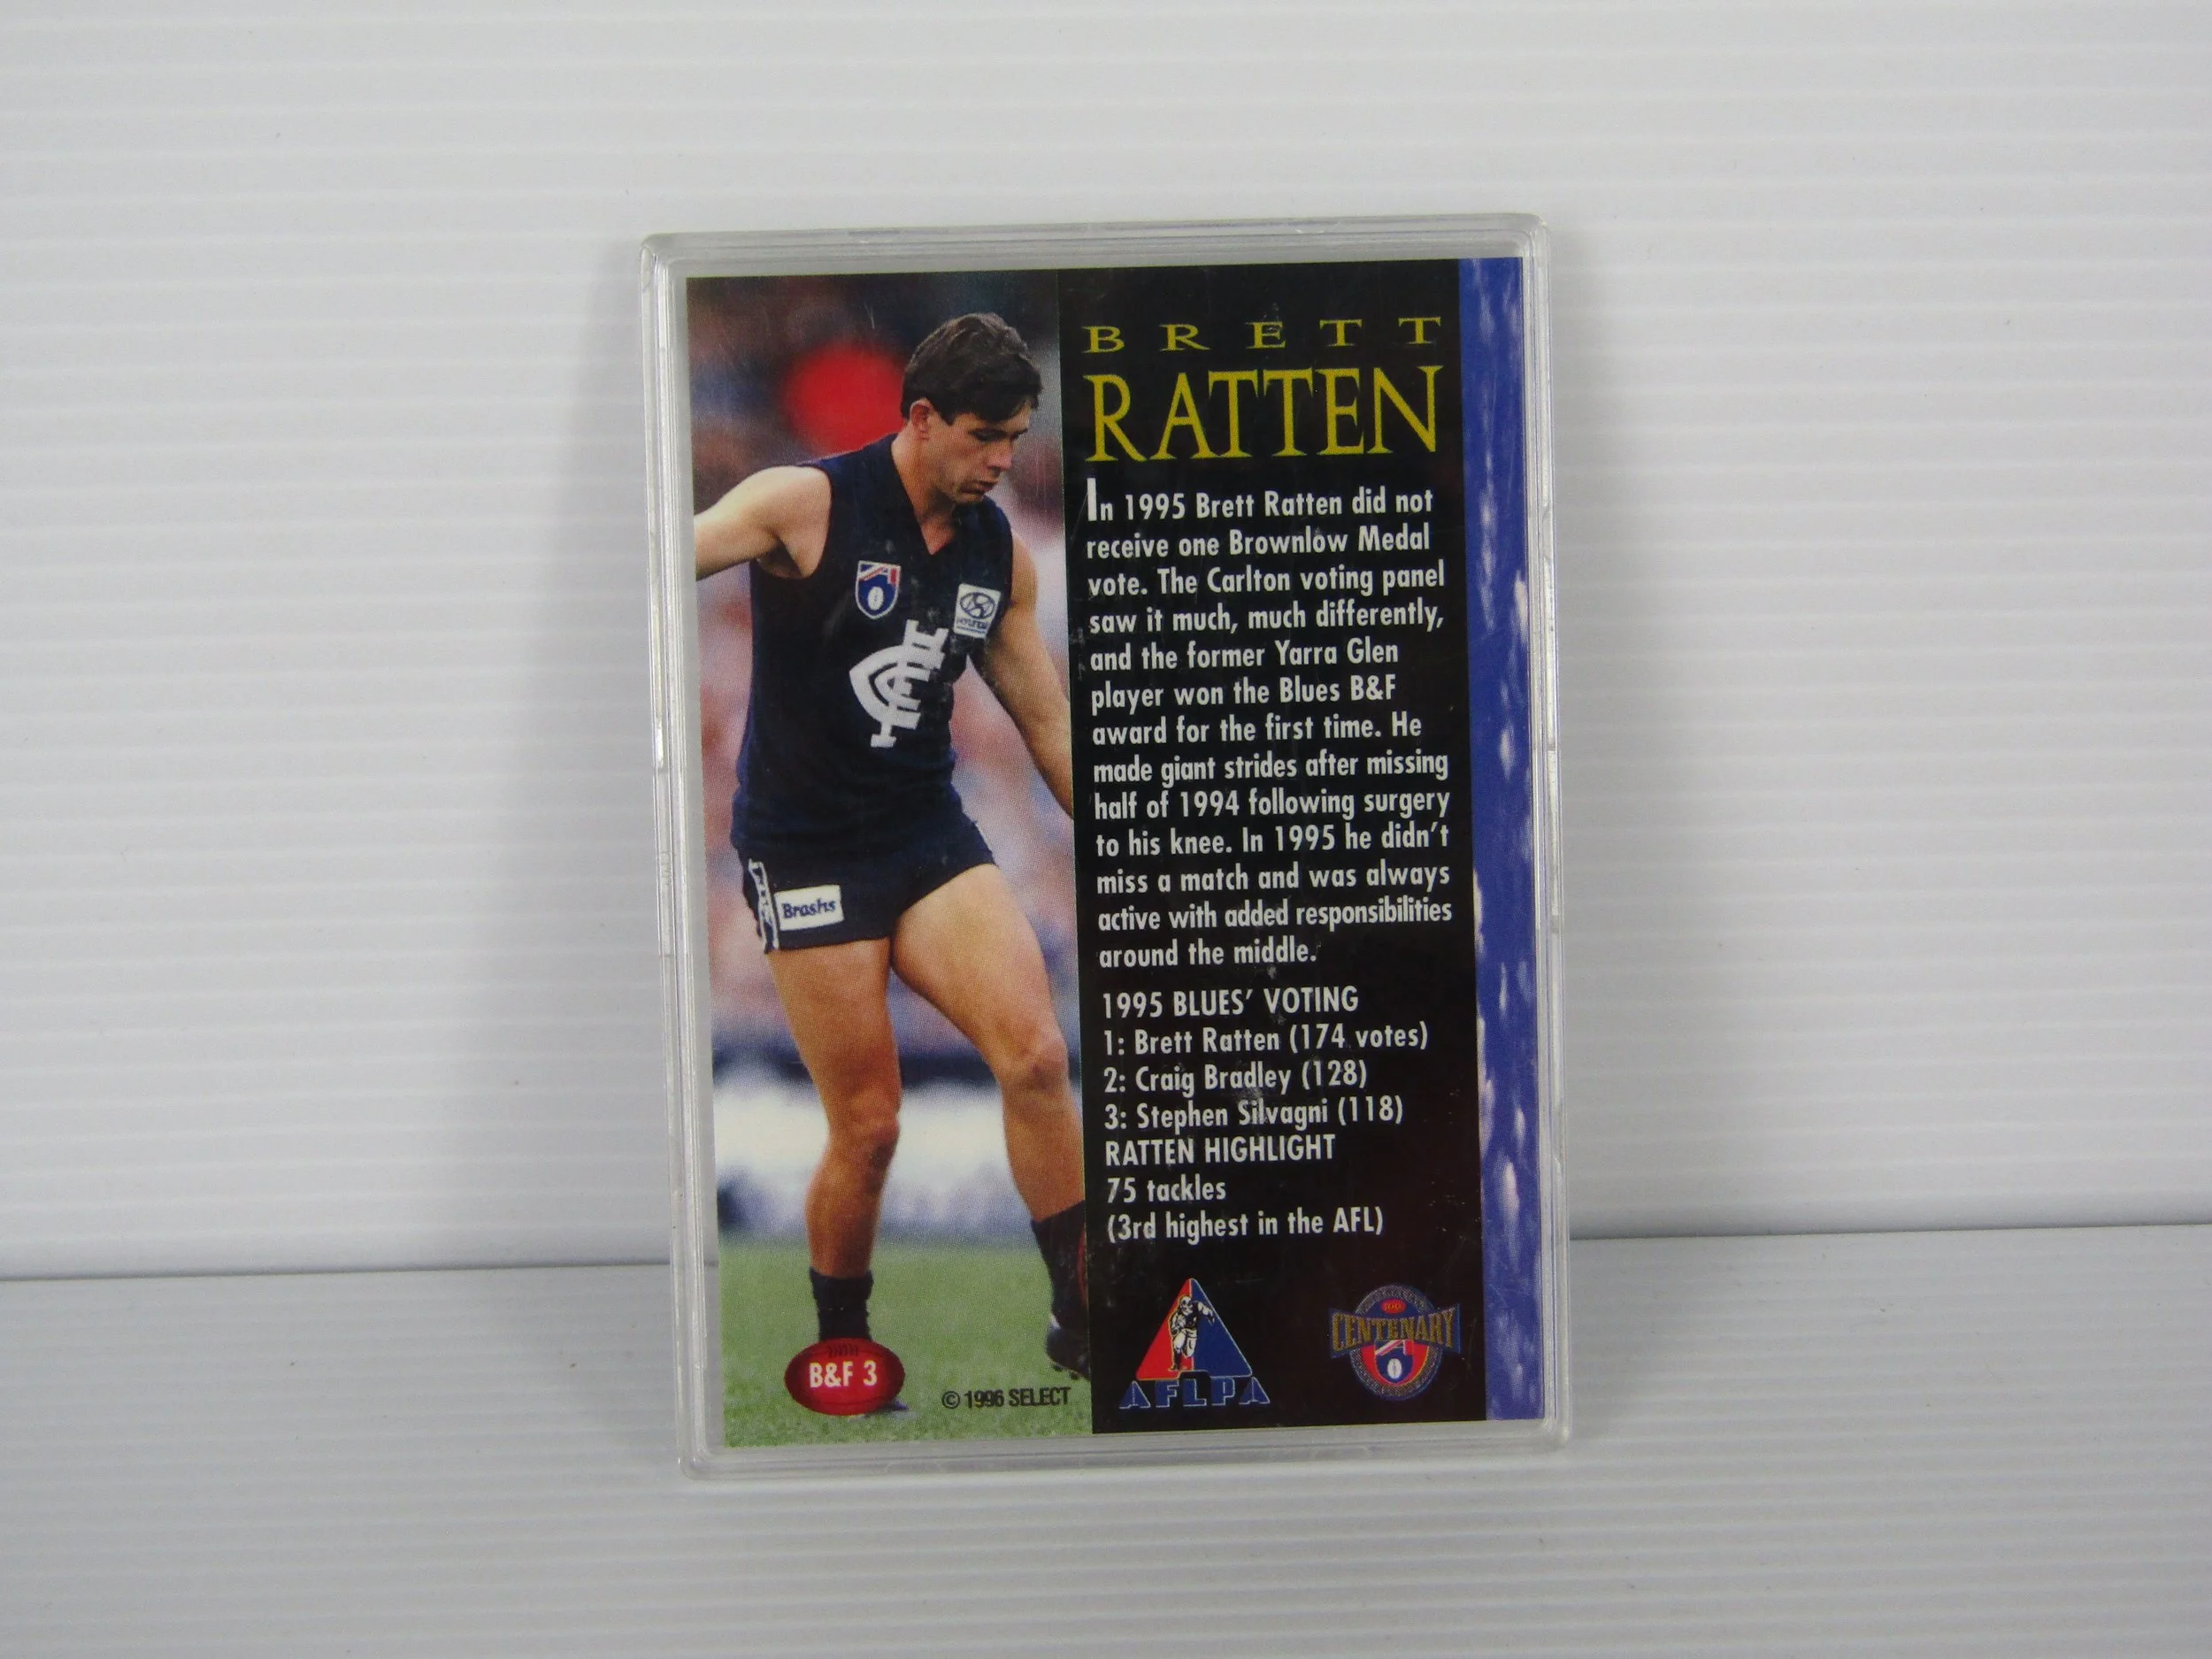 BRETT
RATTEN
In 1995 Brett Ratten did not
receive one Brownlow Medal
vote. The Carlton voting panel
saw it much, much differently,
and the former Yarra Glen
player won the Blues B&F
award for the first time. He
made giant strides after missing
half of 1994 following surgery
to his knee. In 1995 he didn't
miss a match and was always
active with added responsibilities
around the middle.
1995 BLUES' VOTING
1: Brett Ratten (174 votes)
2: Craig Bradley (128)
3: Stephen Silvagni (118)
RATTEN HIGHLIGHT
75 tackles
(3rd highest in the AFL)
HYUNDAI
Brashs
B&F 3
© 1996 SELECT
AFLPA
CENTENARY